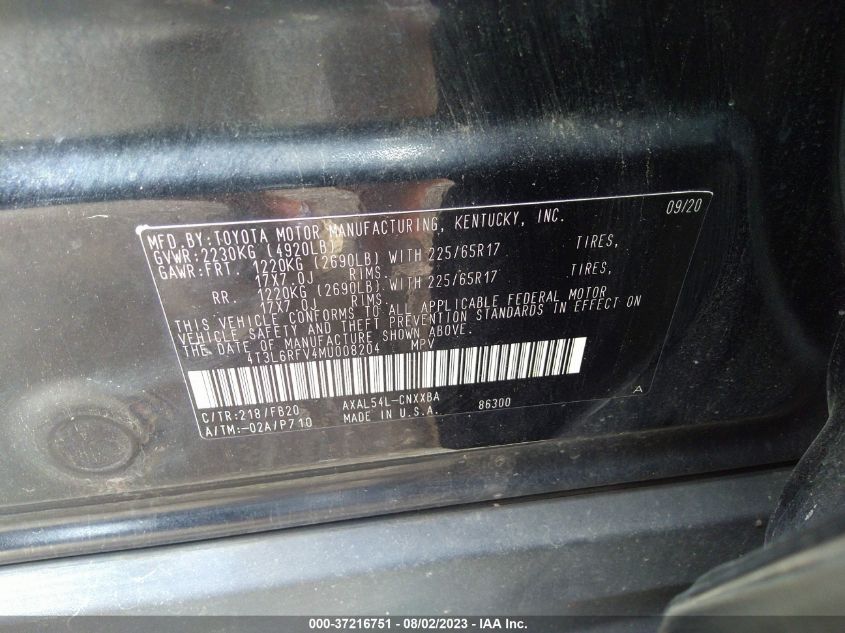 MFD.BY:TOYOTA MOTOR MANUFACTURING, KENTUCKY, INC. 09/20
GVWR:2230KG (4920LB)
GAWR:FRT. 1220KG (2690LB) WITH 225/65R17 TIRES,
17X7.0J RIMS.
RR. 1220KG (2690LB) WITH 225/65R17 TIRES,
17X7.0J RIMS.
THIS VEHICLE CONFORMS TO ALL APPLICABLE FEDERAL MOTOR
VEHICLE SAFETY AND THEFT PREVENTION STANDARDS IN EFFECT ON
THE DATE OF MANUFACTURE SHOWN ABOVE.
4T3L6RFV4MU008204 MPV
C/TR:218/FB20 AXAL54L-CNXXBA A
A/TM:-02A/P710 MADE IN U.S.A. 86300
000-37216751 — 08/02/2023 — © IAA Inc.